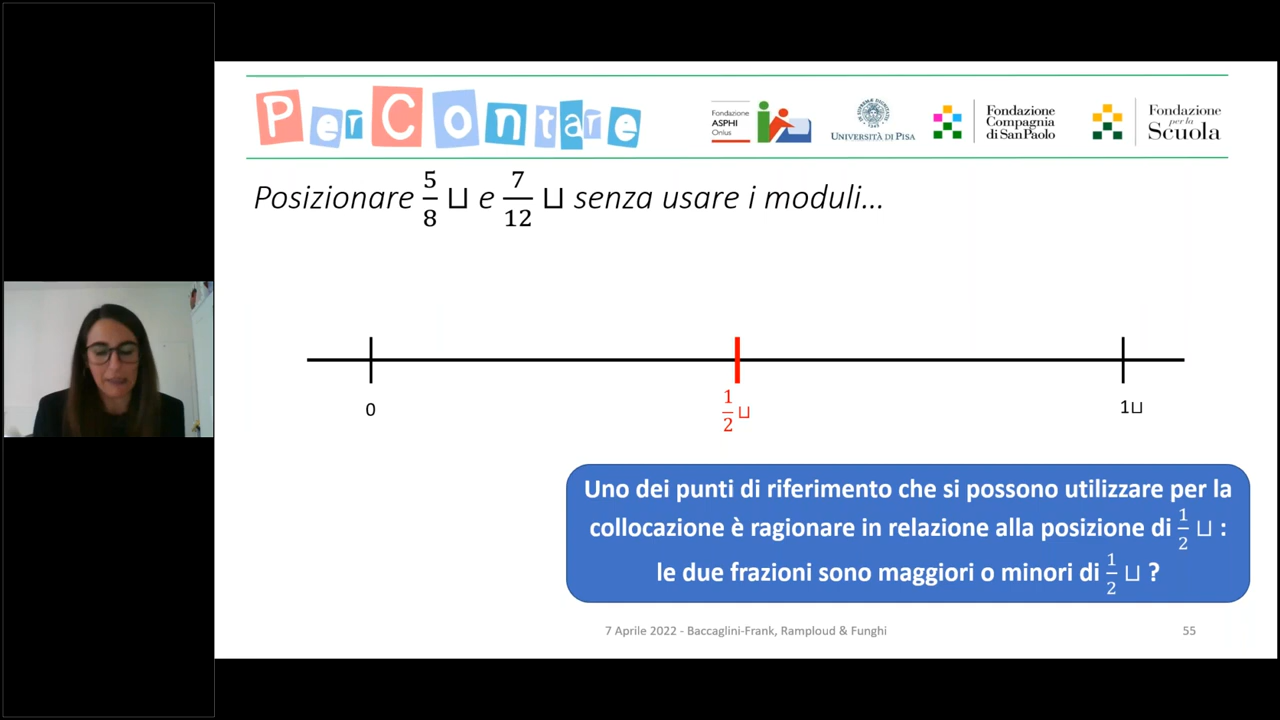 PerContare
Fondazione
ASPHI
Onlus
UNIVERSITÀ DI PISA
Fondazione
Compagnia
di SanPaolo
Fondazione
per la
Scuola
Posizionare 5/8 ⊔ e 7/12 ⊔ senza usare i moduli...
0
1/2 ⊔
1⊔
Uno dei punti di riferimento che si possono utilizzare per la
collocazione è ragionare in relazione alla posizione di 1/2 ⊔ :
le due frazioni sono maggiori o minori di 1/2 ⊔ ?
7 Aprile 2022 - Baccaglini-Frank, Ramploud & Funghi
55